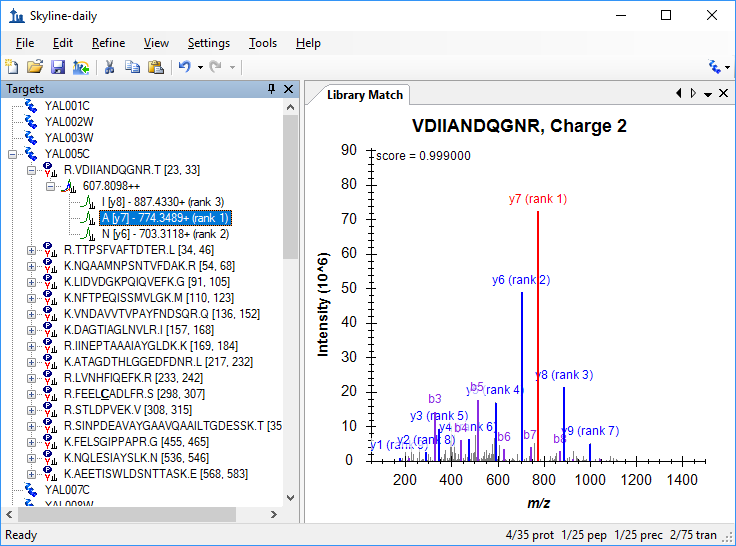 Skyline-daily
File Edit Refine View Settings Tools Help
Targets
YAL001C
YAL002W
YAL003W
YAL005C
R.VDIIANDQGNR.T [23, 33]
607.8098++
I [y8] - 887.4330+ (rank 3)
A [y7] - 774.3489+ (rank 1)
N [y6] - 703.3118+ (rank 2)
R.TTPSFVAFTDTER.L [34, 46]
K.NQAAMNPSNTVFDAK.R [54, 68]
K.LIDVDGKPQIQVEFK.G [91, 105]
K.NFTPEQISSMVLGK.M [110, 123]
K.VNDAVVTVPAYFNDSQR.Q [136, 152]
K.DAGTIAGLNVLR.I [157, 168]
R.IINEPTAAAIAYGLDK.K [169, 184]
K.ATAGDTHLGGEDFDNR.L [217, 232]
R.LVNHFIQEFK.R [233, 242]
R.FEELCADLFR.S [298, 307]
R.STLDPVEK.V [308, 315]
R.SINPDEAVAYGAAVQAAILTGDESSK.T [35
K.FELSGIPPAPR.G [455, 465]
K.NQLESIAYSLK.N [536, 546]
K.AEETISWLDSNTTASK.E [568, 583]
YAL007C
YAL008W
Library Match
VDIIANDQGNR, Charge 2
score = 0.999000
Intensity (10^6)
90
80
70
60
50
40
30
20
10
0
y7 (rank 1)
y6 (rank 2)
b5
(rank 4)
y8 (rank 3)
b3
y3 (rank 5)
y4
b4
6)
y9 (rank 7)
y1 (rank
y2 (rank 8)
b6
b7
b8
200 400 600 800 1000 1200 1400
m/z
Ready
4/35 prot 1/25 pep 1/25 prec 2/75 tran